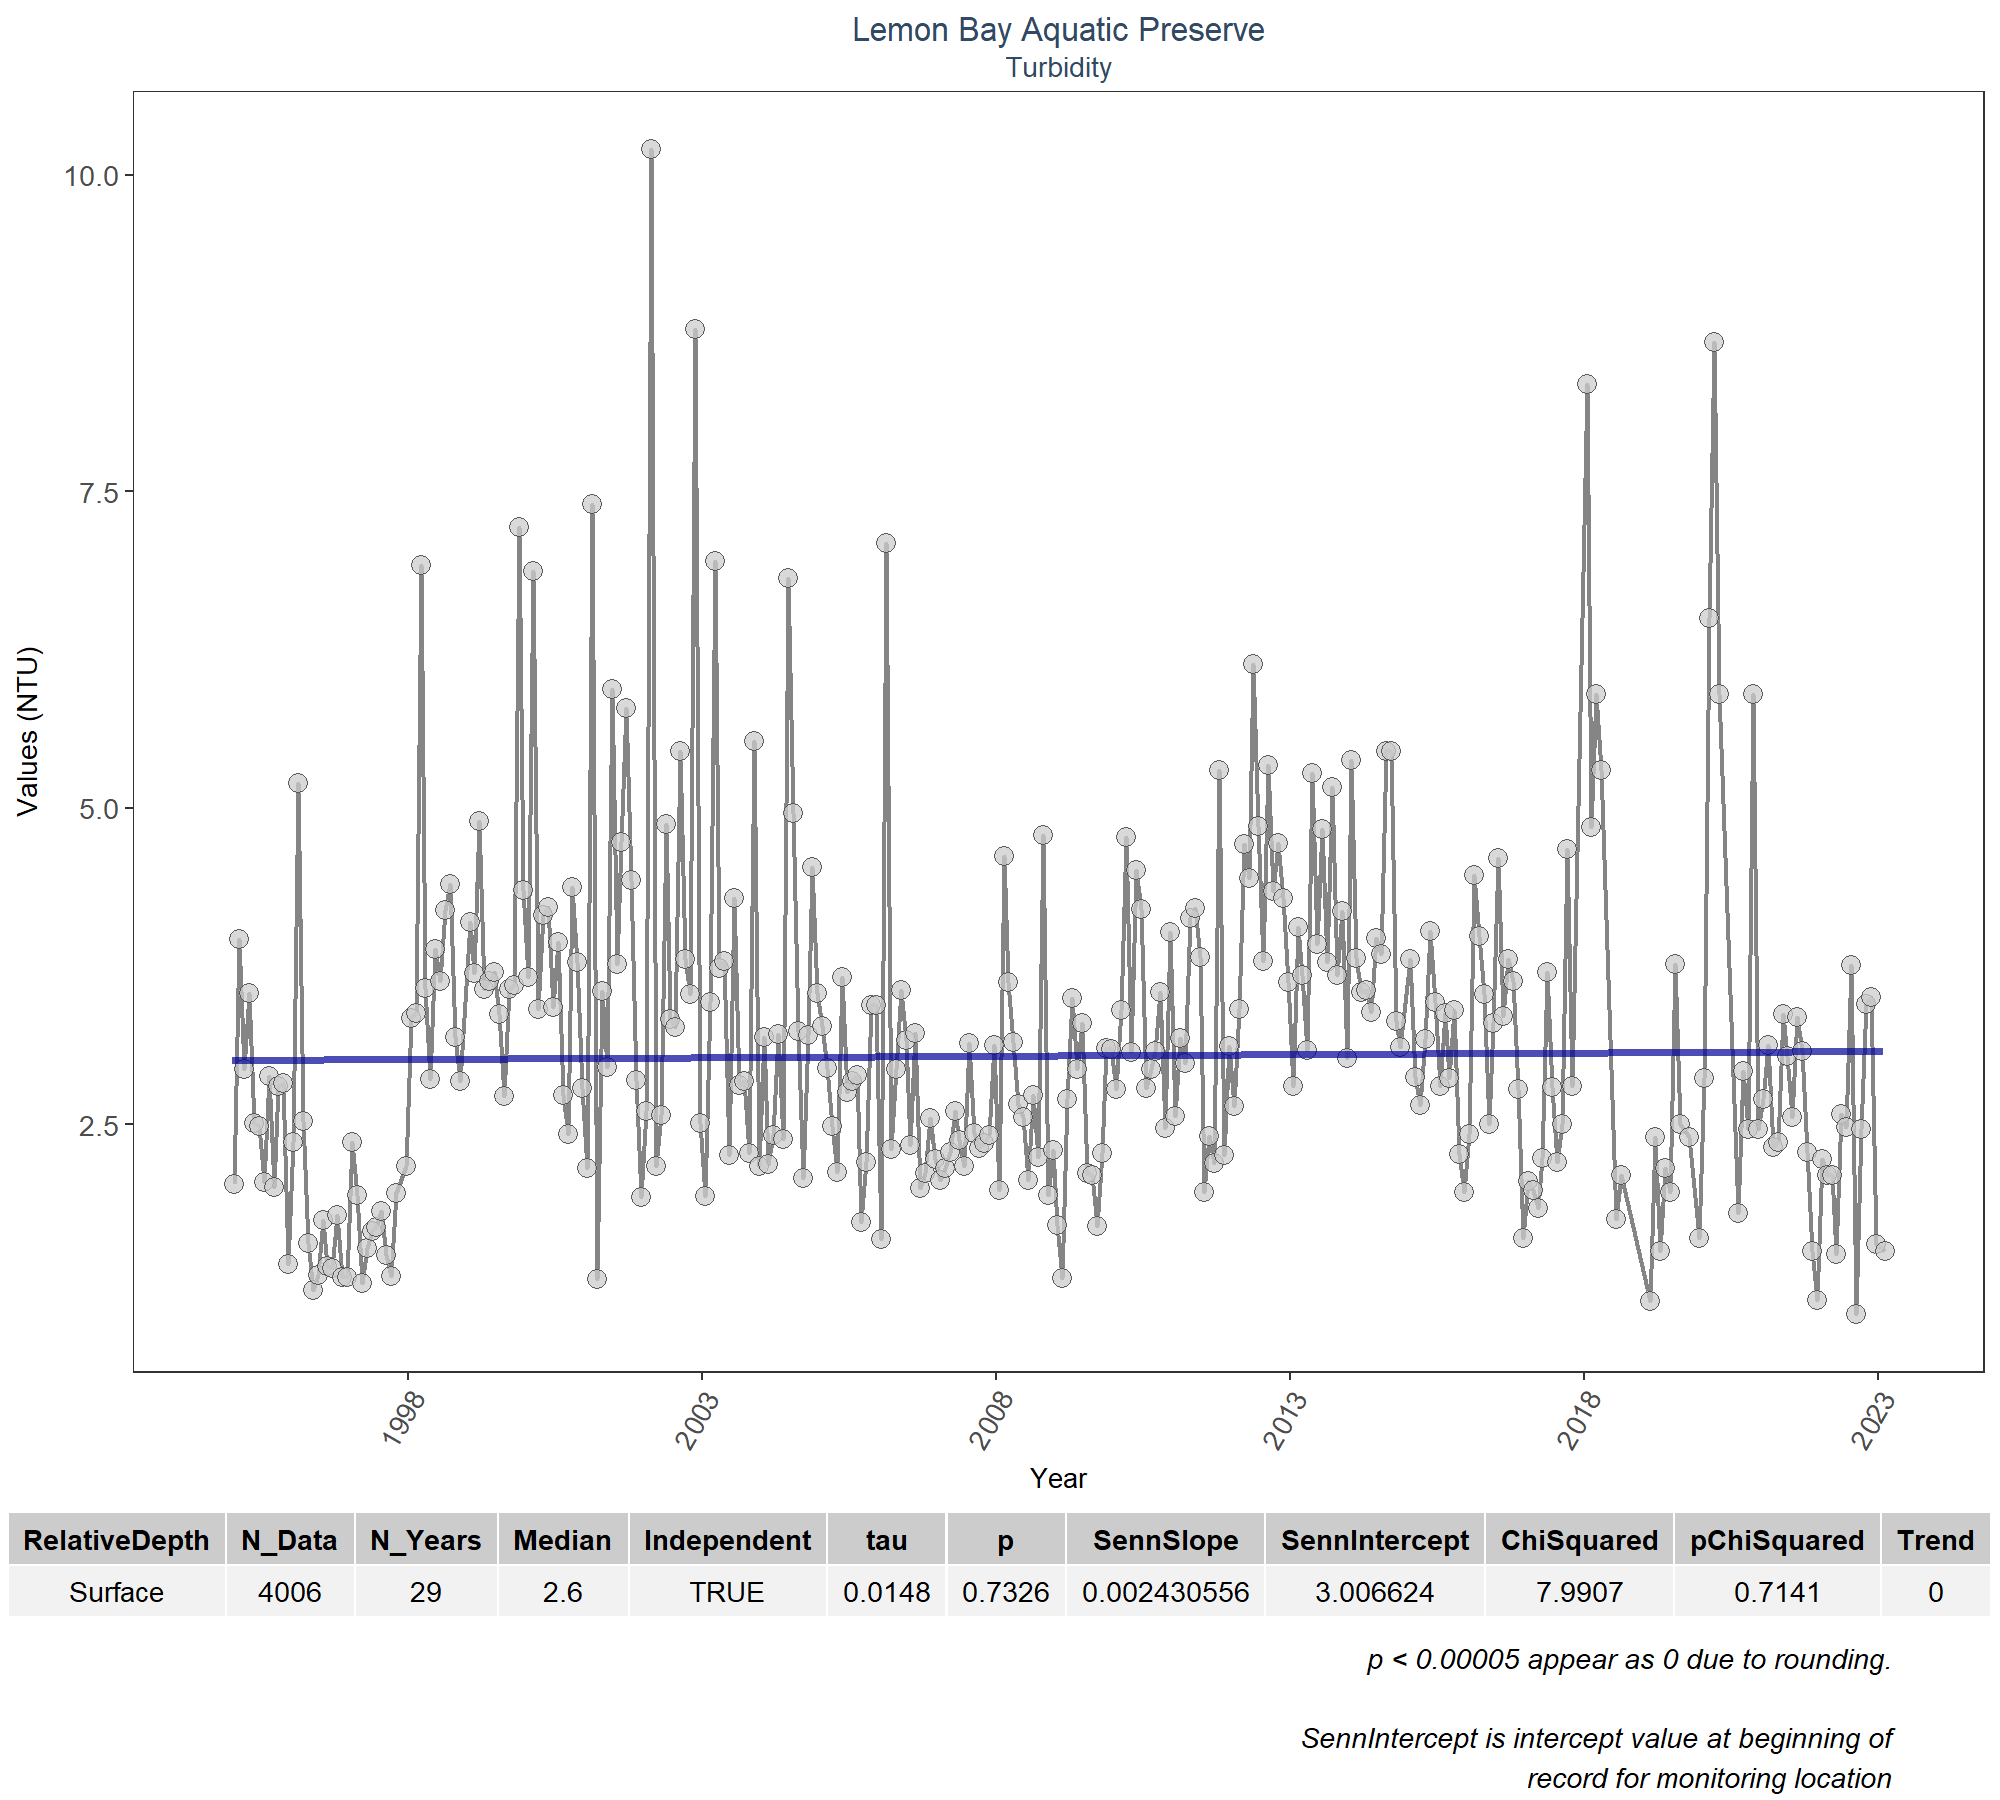 Lemon Bay Aquatic Preserve
Turbidity
10.0
7.5
5.0
2.5
Values (NTU)
1998 2003 2008 2013 2018 2023
Year
RelativeDepth N_Data N_Years Median Independent tau p SennSlope SennIntercept ChiSquared pChiSquared Trend
Surface 4006 29 2.6 TRUE 0.0148 0.7326 0.002430556 3.006624 7.9907 0.7141 0
p < 0.00005 appear as 0 due to rounding.
SennIntercept is intercept value at beginning of
record for monitoring location